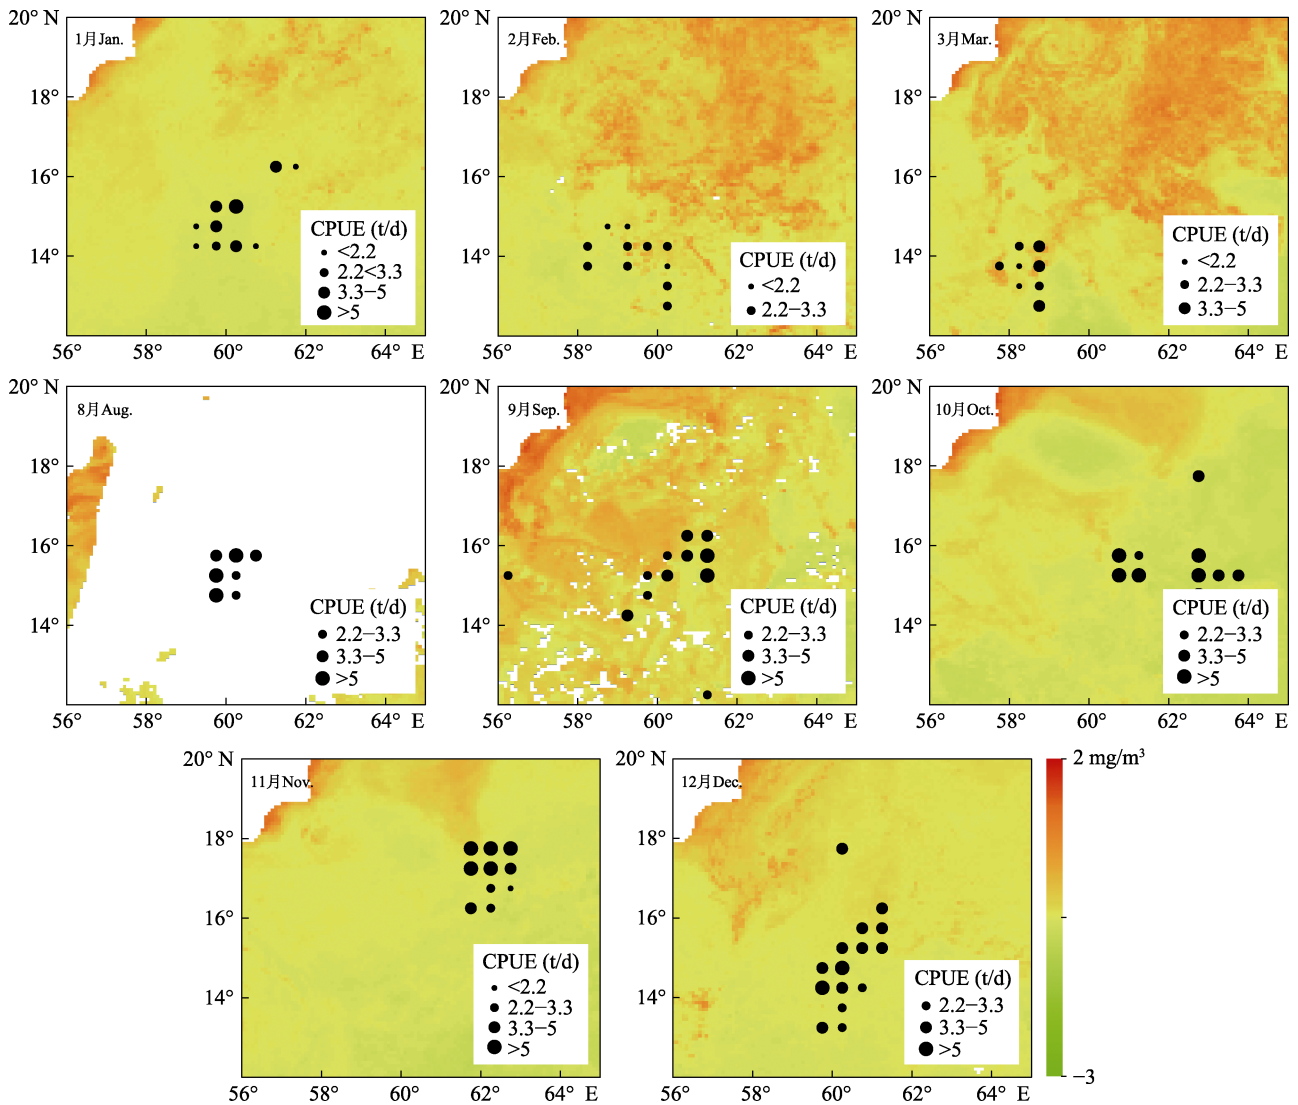 20° N
1月Jan.
18°
16°
14°
CPUE (t/d)
<2.2
2.2<3.3
3.3−5
>5
56° 58° 60° 62° 64° E
20° N
2月Feb.
18°
16°
14°
CPUE (t/d)
<2.2
2.2−3.3
56° 58° 60° 62° 64° E
20° N
3月Mar.
18°
16°
14°
CPUE (t/d)
<2.2
2.2−3.3
3.3−5
56° 58° 60° 62° 64° E
20° N
8月Aug.
18°
16°
14°
CPUE (t/d)
2.2−3.3
3.3−5
>5
56° 58° 60° 62° 64° E
20° N
9月Sep.
18°
16°
14°
CPUE (t/d)
2.2−3.3
3.3−5
>5
56° 58° 60° 62° 64° E
20° N
10月Oct.
18°
16°
14°
CPUE (t/d)
2.2−3.3
3.3−5
>5
56° 58° 60° 62° 64° E
20° N
11月Nov.
18°
16°
14°
CPUE (t/d)
<2.2
2.2−3.3
3.3−5
>5
56° 58° 60° 62° E
20° N
12月Dec.
18°
16°
14°
CPUE (t/d)
2.2−3.3
3.3−5
>5
56° 58° 60° 62° 64° E
2 mg/m³
−3